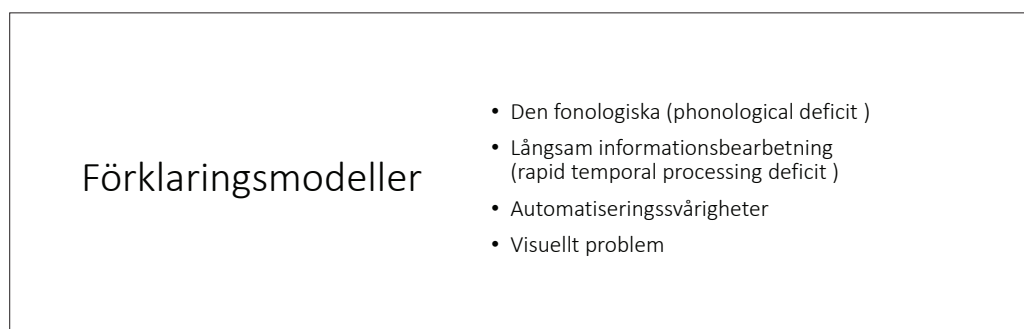 Förklaringsmodeller
• Den fonologiska (phonological deficit )
• Långsam informationsbearbetning
(rapid temporal processing deficit )
• Automatiseringssvårigheter
• Visuellt problem